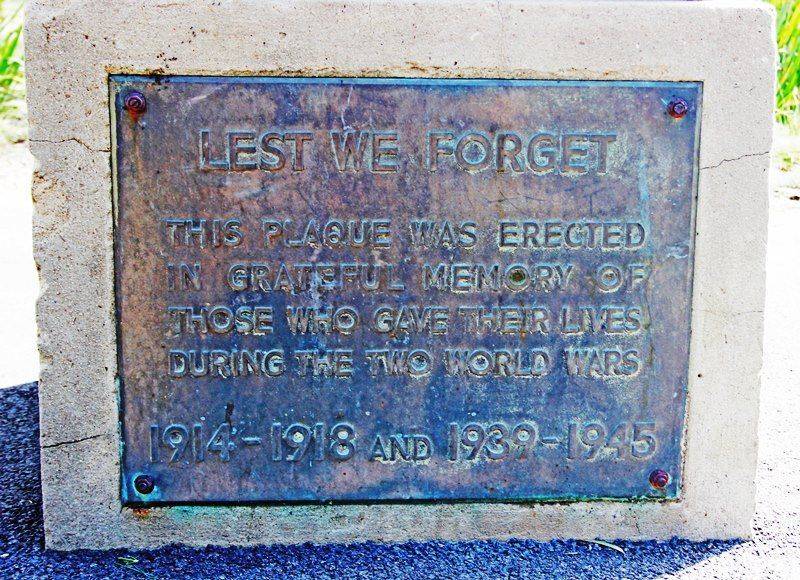 LEST WE FORGET
THIS PLAQUE WAS ERECTED
IN GRATEFUL MEMORY OF
THOSE WHO GAVE THEIR LIVES
DURING THE TWO WORLD WARS
1914-1918 AND 1939-1945